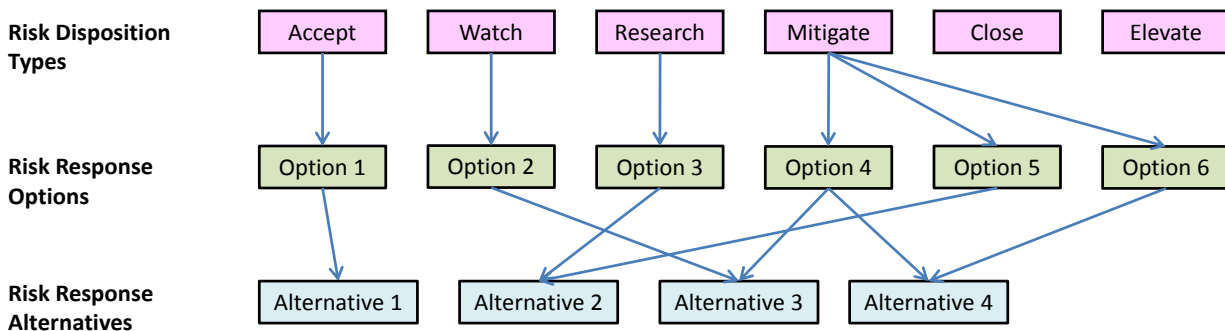 Risk Disposition
Types
Accept
Watch
Research
Mitigate
Close
Elevate
Risk Response
Options
Option 1
Option 2
Option 3
Option 4
Option 5
Option 6
Risk Response
Alternatives
Alternative 1
Alternative 2
Alternative 3
Alternative 4